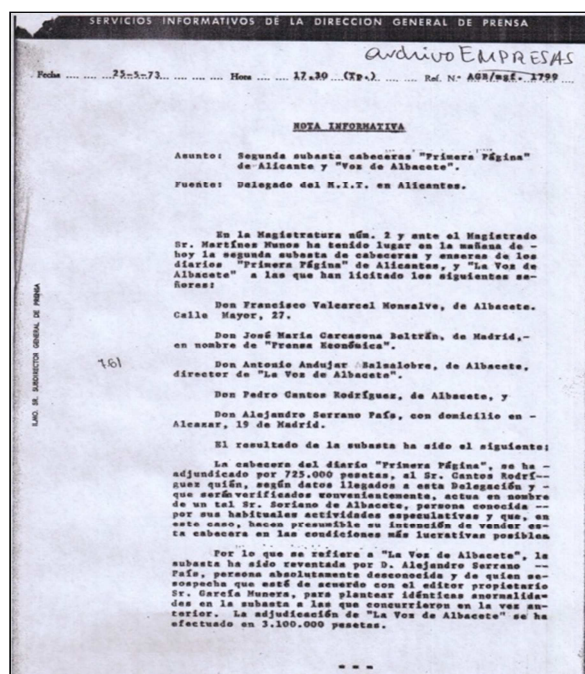 SERVICIOS INFORMATIVOS DE LA DIRECCION GENERAL DE PRENSA
archivo EMPRESAS
Fecha .... 25-5-73 .... Hora .... 17.30 (Tp.) .... Ref. N.- AGR/msf. 1799
NOTA INFORMATIVA
Asunto: Segunda subasta cabeceras "Primera Página"
de Alicante y "Voz de Albacete".
Fuente: Delegado del M.I.T. en Alicante.
En la Magistratura núm. 2 y ante el Magistrado
Sr. Martínez Munos ha tenido lugar en la mañana de -
hoy la segunda subasta de cabeceras y enseres de los
diarios "Primera Página" de Alicante, y "La Voz de
Albacete" a las que han licitado los siguientes se-
ñores:
Don Francisco Valcarcel Monsalve, de Albacete.
Calle Mayor, 27.
Don José María Carcasona Beltrán, de Madrid,-
en nombre de "Prensa Económica".
Don Antonio Andujar Balsalobre, de Albacete,
director de "La Voz de Albacete".
Don Pedro Cantos Rodríguez, de Albacete, y
Don Alejandro Serrano País, con domicilio en -
Alcazar, 19 de Madrid.
El resultado de la subasta ha sido el siguiente:
La cabecera del diario "Primera Página", se ha -
adjudicado por 725.000 pesetas, al Sr. Cantos Rodrí--
guez quién, según datos llegados a esta Delegación y -
que serán verificados convenientemente, actua en nombre
de un tal Sr. Soriano de Albacete, persona conocida --
por sus habituales actividades especulativas y que, en
este caso, hacen presumible su intención de vender es-
ta cabecera en las condiciones más lucrativas posibles
Por lo que se refiere a "La Voz de Albacete", la
subasta ha sido reventada por D. Alejandro Serrano --
País, persona absolutamente desconocida y de quien se-
sospecha que esté de acuerdo con el editor propietario
Sr. García Munera, para plantear idénticas anormalida-
des en la subasta a las que concurrieron en la vez an-
terior. La adjudicación de "La Voz de Albacete" se ha
efectuado en 3.100.000 pesetas.
- - -
ILMO. SR. SUBDIRECTOR GENERAL DE PRENSA
761